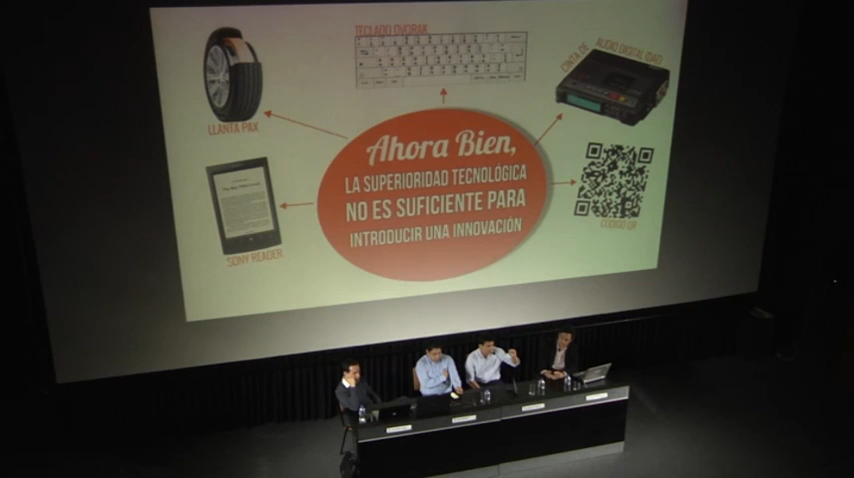 TECLADO DVORAK
CINTA DE
AUDIO DIGITAL (DAT)
LLANTA PAX
Ahora Bien,
LA SUPERIORIDAD TECNOLÓGICA
NO ES SUFICIENTE PARA
INTRODUCIR UNA INNOVACIÓN
SONY READER
CÓDIGO QR